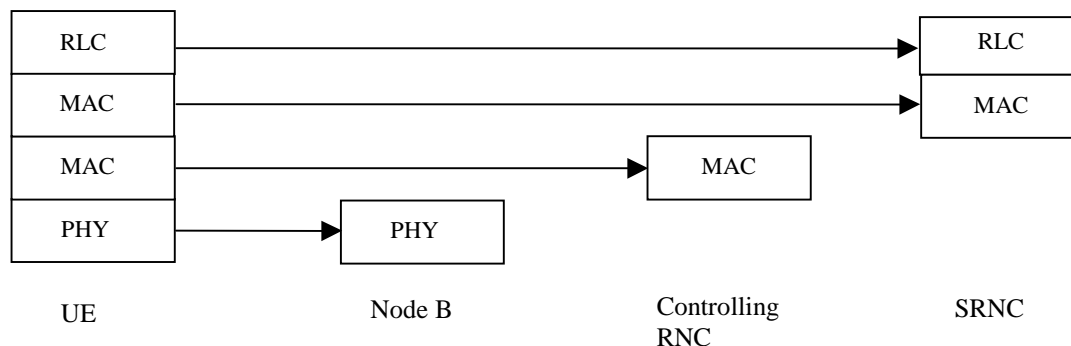 RLC
RLC
MAC
MAC
MAC
MAC
PHY
PHY
UE
Node B
Controlling
RNC
SRNC